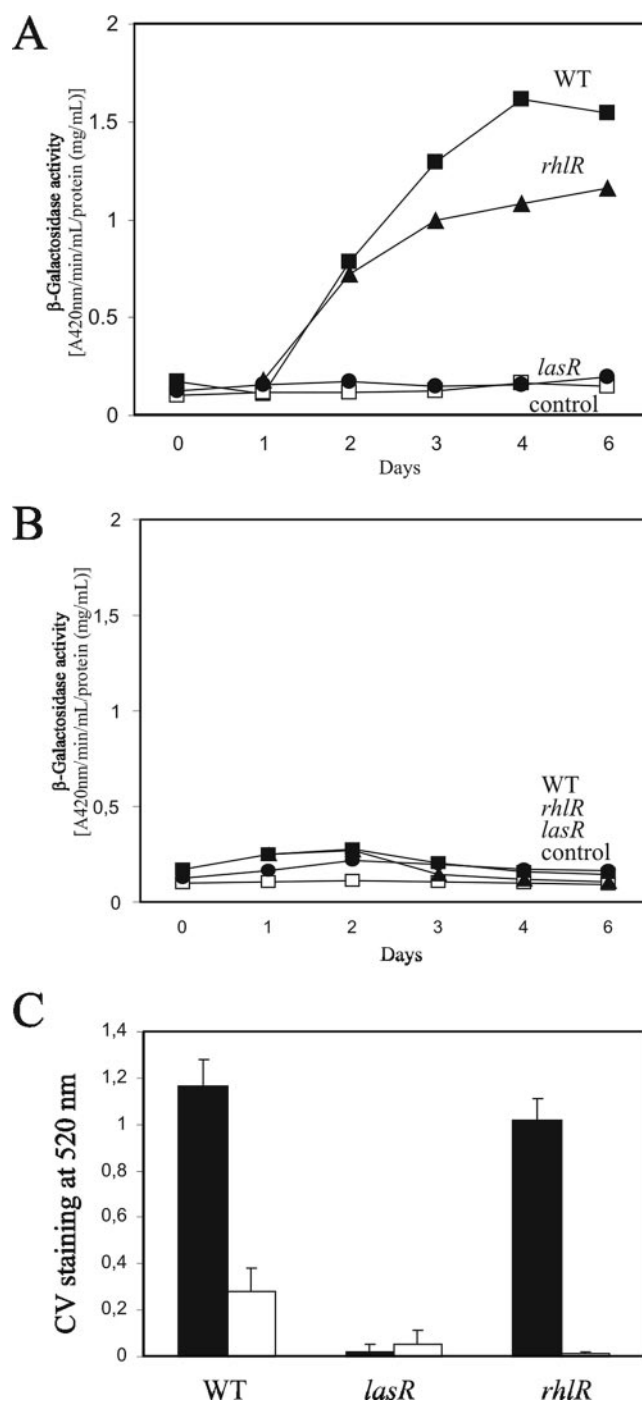 A
β-Galactosidase activity
[A420nm/min/mL/protein (mg/mL)]
2
1.5
1
0.5
0
WT
rhlR
lasR
control
0 1 2 3 4 6
Days
B
β-Galactosidase activity
[A420nm/min/mL/protein (mg/mL)]
2
1,5
1
0,5
0
WT
rhlR
lasR
control
0 1 2 3 4 6
Days
C
CV staining at 520 nm
1,4
1,2
1
0,8
0,6
0,4
0,2
0
WT lasR rhlR